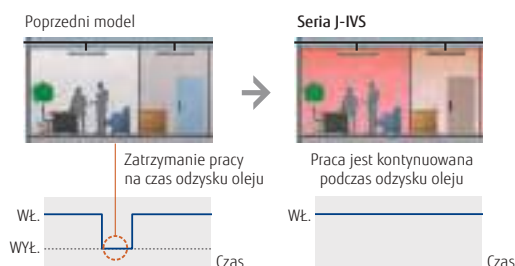 Poprzedni model
Seria J-IVS
Zatrzymanie pracy
na czas odzysku oleju
Praca jest kontynuowana
podczas odzysku oleju
WŁ.
WYŁ.
Czas
WŁ.
Czas